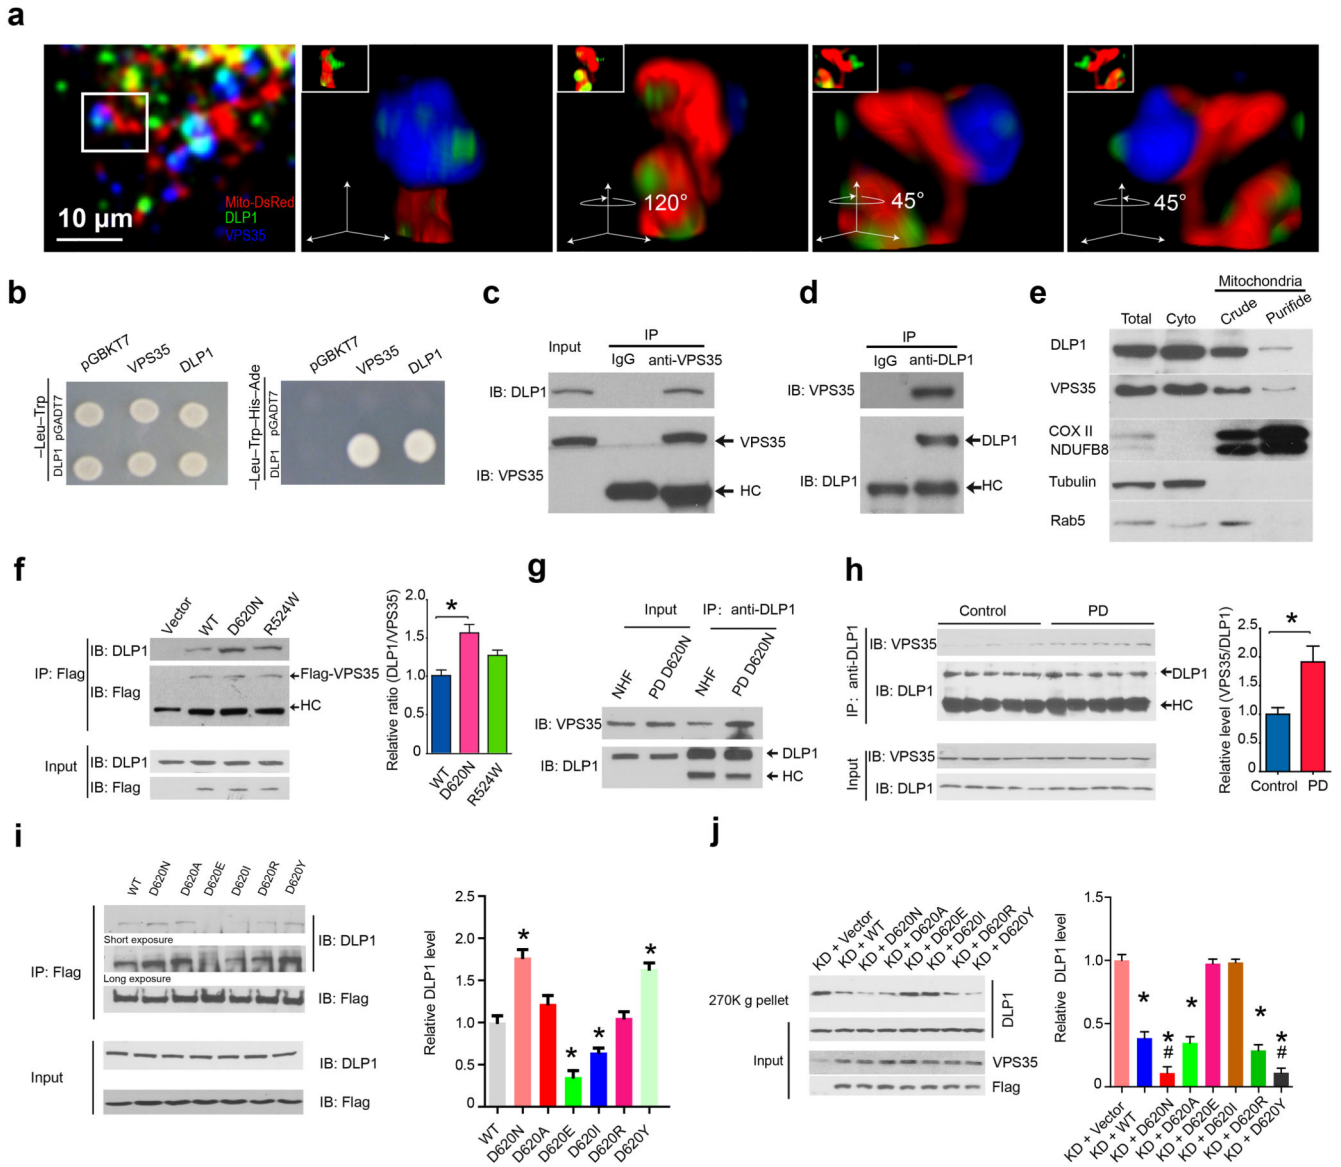 a
Mito-DsRed
DLP1
VPS35
10 µm
120°
45°
45°
b
pGBKT7
VPS35
DLP1
–Leu–Trp
pGADT7
DLP1
pGBKT7
VPS35
DLP1
–Leu–Trp–His–Ade
pGADT7
DLP1
c
IP
Input
IgG
anti-VPS35
IB: DLP1
VPS35
IB: VPS35
HC
d
IP
IgG
anti-DLP1
IB: VPS35
DLP1
IB: DLP1
HC
e
Mitochondria
Total
Cyto
Crude
Purifide
DLP1
VPS35
COX II
NDUFB8
Tubulin
Rab5
f
Vector
WT
D620N
R524W
IP: Flag
IB: DLP1
IB: Flag
Flag-VPS35
HC
Input
IB: DLP1
IB: Flag
Relative ratio (DLP1/VPS35)
2.0
1.5
1.0
0.5
0
*
WT
D620N
R524W
g
Input
IP: anti-DLP1
NHF
PD D620N
NHF
PD D620N
IB: VPS35
IB: DLP1
DLP1
HC
h
Control
PD
IP: anti-DLP1
IB: VPS35
IB: DLP1
DLP1
HC
Input
IB: VPS35
IB: DLP1
Relative level (VPS35/DLP1)
2.5
2.0
1.5
1.0
0.5
0
*
Control
PD
i
WT
D620N
D620A
D620E
D620I
D620R
D620Y
IP: Flag
Short exposure
IB: DLP1
Long exposure
IB: Flag
Input
IB: DLP1
IB: Flag
Relative DLP1 level
2.5
2.0
1.5
1.0
0.5
0
*
*
*
*
WT
D620N
D620A
D620E
D620I
D620R
D620Y
j
KD + Vector
KD + WT
KD + D620N
KD + D620A
KD + D620E
KD + D620I
KD + D620R
KD + D620Y
270K g pellet
DLP1
Input
VPS35
Flag
Relative DLP1 level
1.5
1.0
0.5
0
*
*
#
*
*
*
#
KD + Vector
KD + WT
KD + D620N
KD + D620A
KD + D620E
KD + D620I
KD + D620R
KD + D620Y